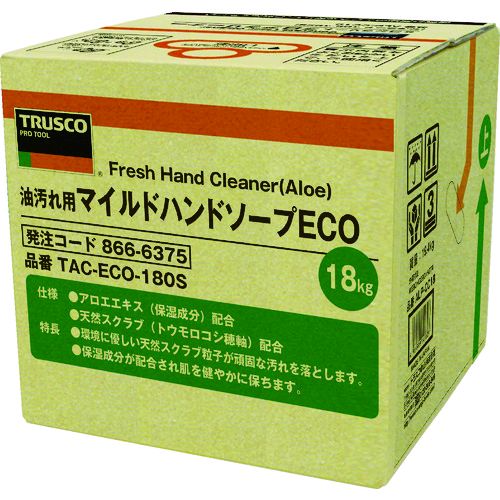 TRUSCO
PRO TOOL
®
Fresh Hand Cleaner(Aloe)
油汚れ用マイルドハンドソープECO
発注コード 866-6375
品番 TAC-ECO-180S
18kg
仕様 ●アロエエキス（保湿成分）配合
●天然スクラブ（トウモロコシ穂軸）配合
特長 ●環境に優しい天然スクラブ粒子が頑固な汚れを落とします。
●保湿成分が配合され肌を健やかに保ちます。
上
3